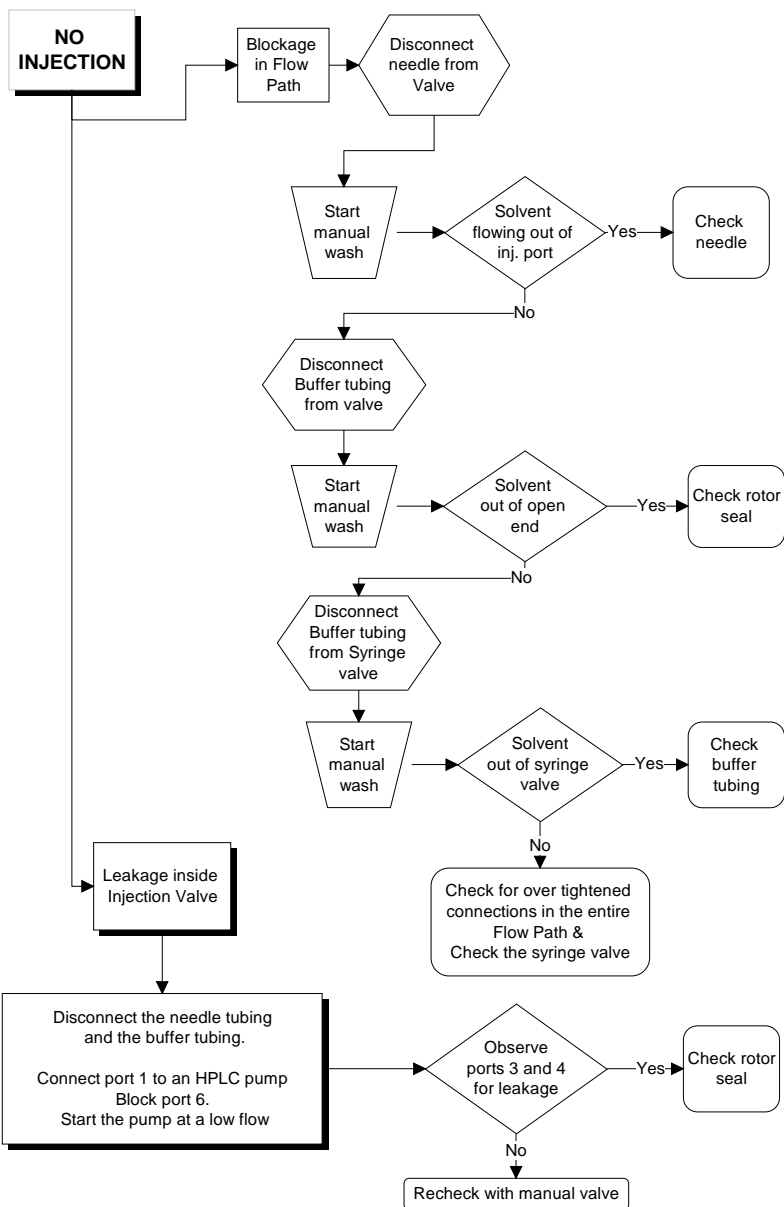 NO
INJECTION
Blockage
in Flow
Path
Disconnect
needle from
Valve
Start
manual
wash
Solvent
flowing out of
inj. port
Yes
Check
needle
No
Disconnect
Buffer tubing
from valve
Start
manual
wash
Solvent
out of open
end
Yes
Check rotor
seal
No
Disconnect
Buffer tubing
from Syringe
valve
Start
manual
wash
Solvent
out of syringe
valve
Yes
Check
buffer
tubing
No
Check for over tightened
connections in the entire
Flow Path &
Check the syringe valve
Leakage inside
Injection Valve
Disconnect the needle tubing
and the buffer tubing.
Connect port 1 to an HPLC pump
Block port 6.
Start the pump at a low flow
Observe
ports 3 and 4
for leakage
Yes
Check rotor
seal
No
Recheck with manual valve